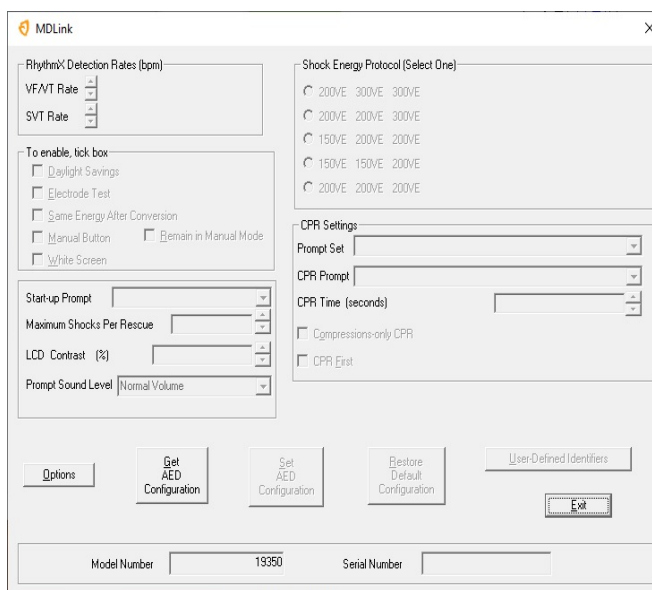 MDLink
RhythmX Detection Rates (bpm)
VF/VT Rate
SVT Rate
To enable, tick box
Daylight Savings
Electrode Test
Same Energy After Conversion
Manual Button
Remain in Manual Mode
White Screen
Start-up Prompt
Maximum Shocks Per Rescue
LCD Contrast (%)
Prompt Sound Level
Normal Volume
Shock Energy Protocol (Select One)
200VE 300VE 300VE
200VE 200VE 300VE
150VE 200VE 200VE
150VE 150VE 200VE
200VE 200VE 200VE
CPR Settings
Prompt Set
CPR Prompt
CPR Time (seconds)
Compressions-only CPR
CPR First
Options
Get
AED
Configuration
Set
AED
Configuration
Restore
Default
Configuration
User-Defined Identifiers
Exit
Model Number
19350
Serial Number